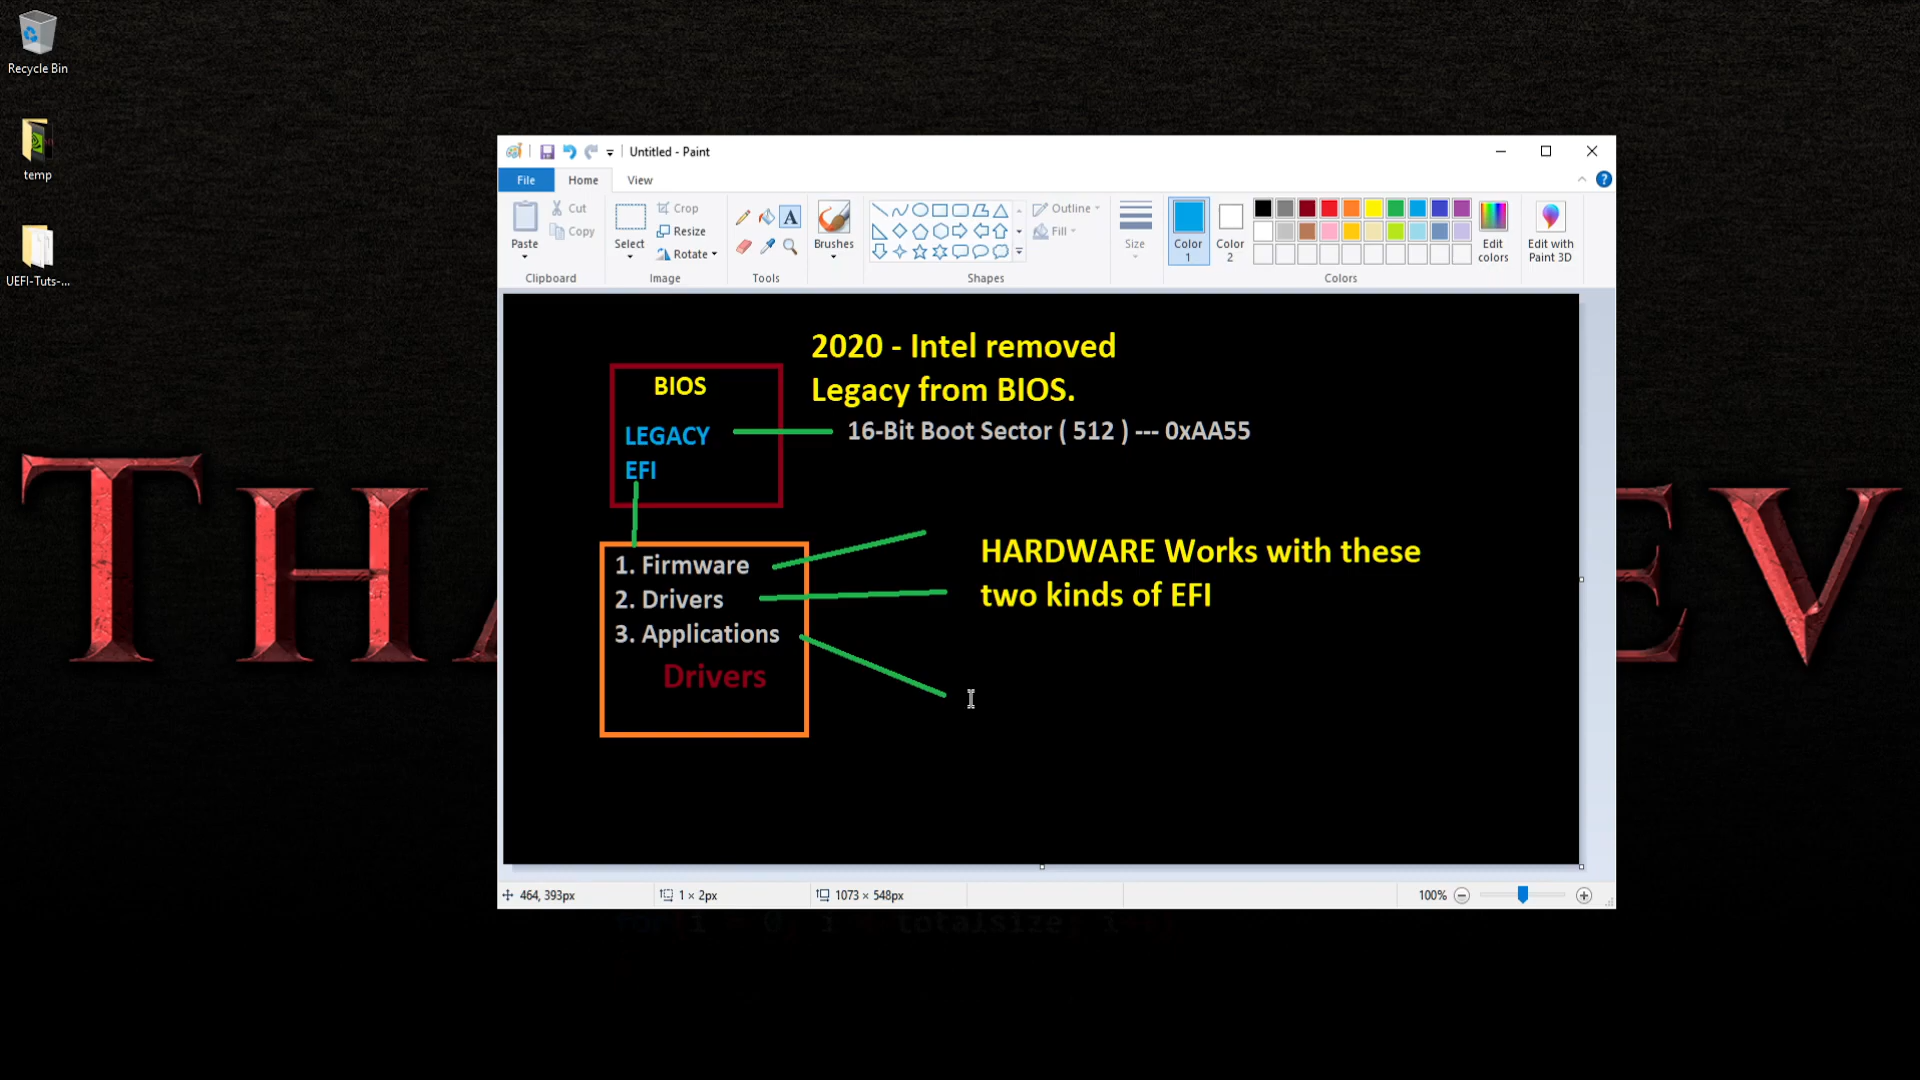 Recycle Bin
temp
UEFI-Tuts-...
Untitled - Paint
File
Home
View
Paste
Cut
Copy
Clipboard
Select
Crop
Resize
Rotate
Image
Tools
Brushes
Shapes
Outline
Fill
Size
Color
1
Color
2
Edit
colors
Edit with
Paint 3D
Colors
2020 - Intel removed
Legacy from BIOS.
BIOS
LEGACY
EFI
16-Bit Boot Sector ( 512 ) --- 0xAA55
1. Firmware
2. Drivers
3. Applications
Drivers
HARDWARE Works with these
two kinds of EFI
464, 393px
1 × 2px
1073 × 548px
100%